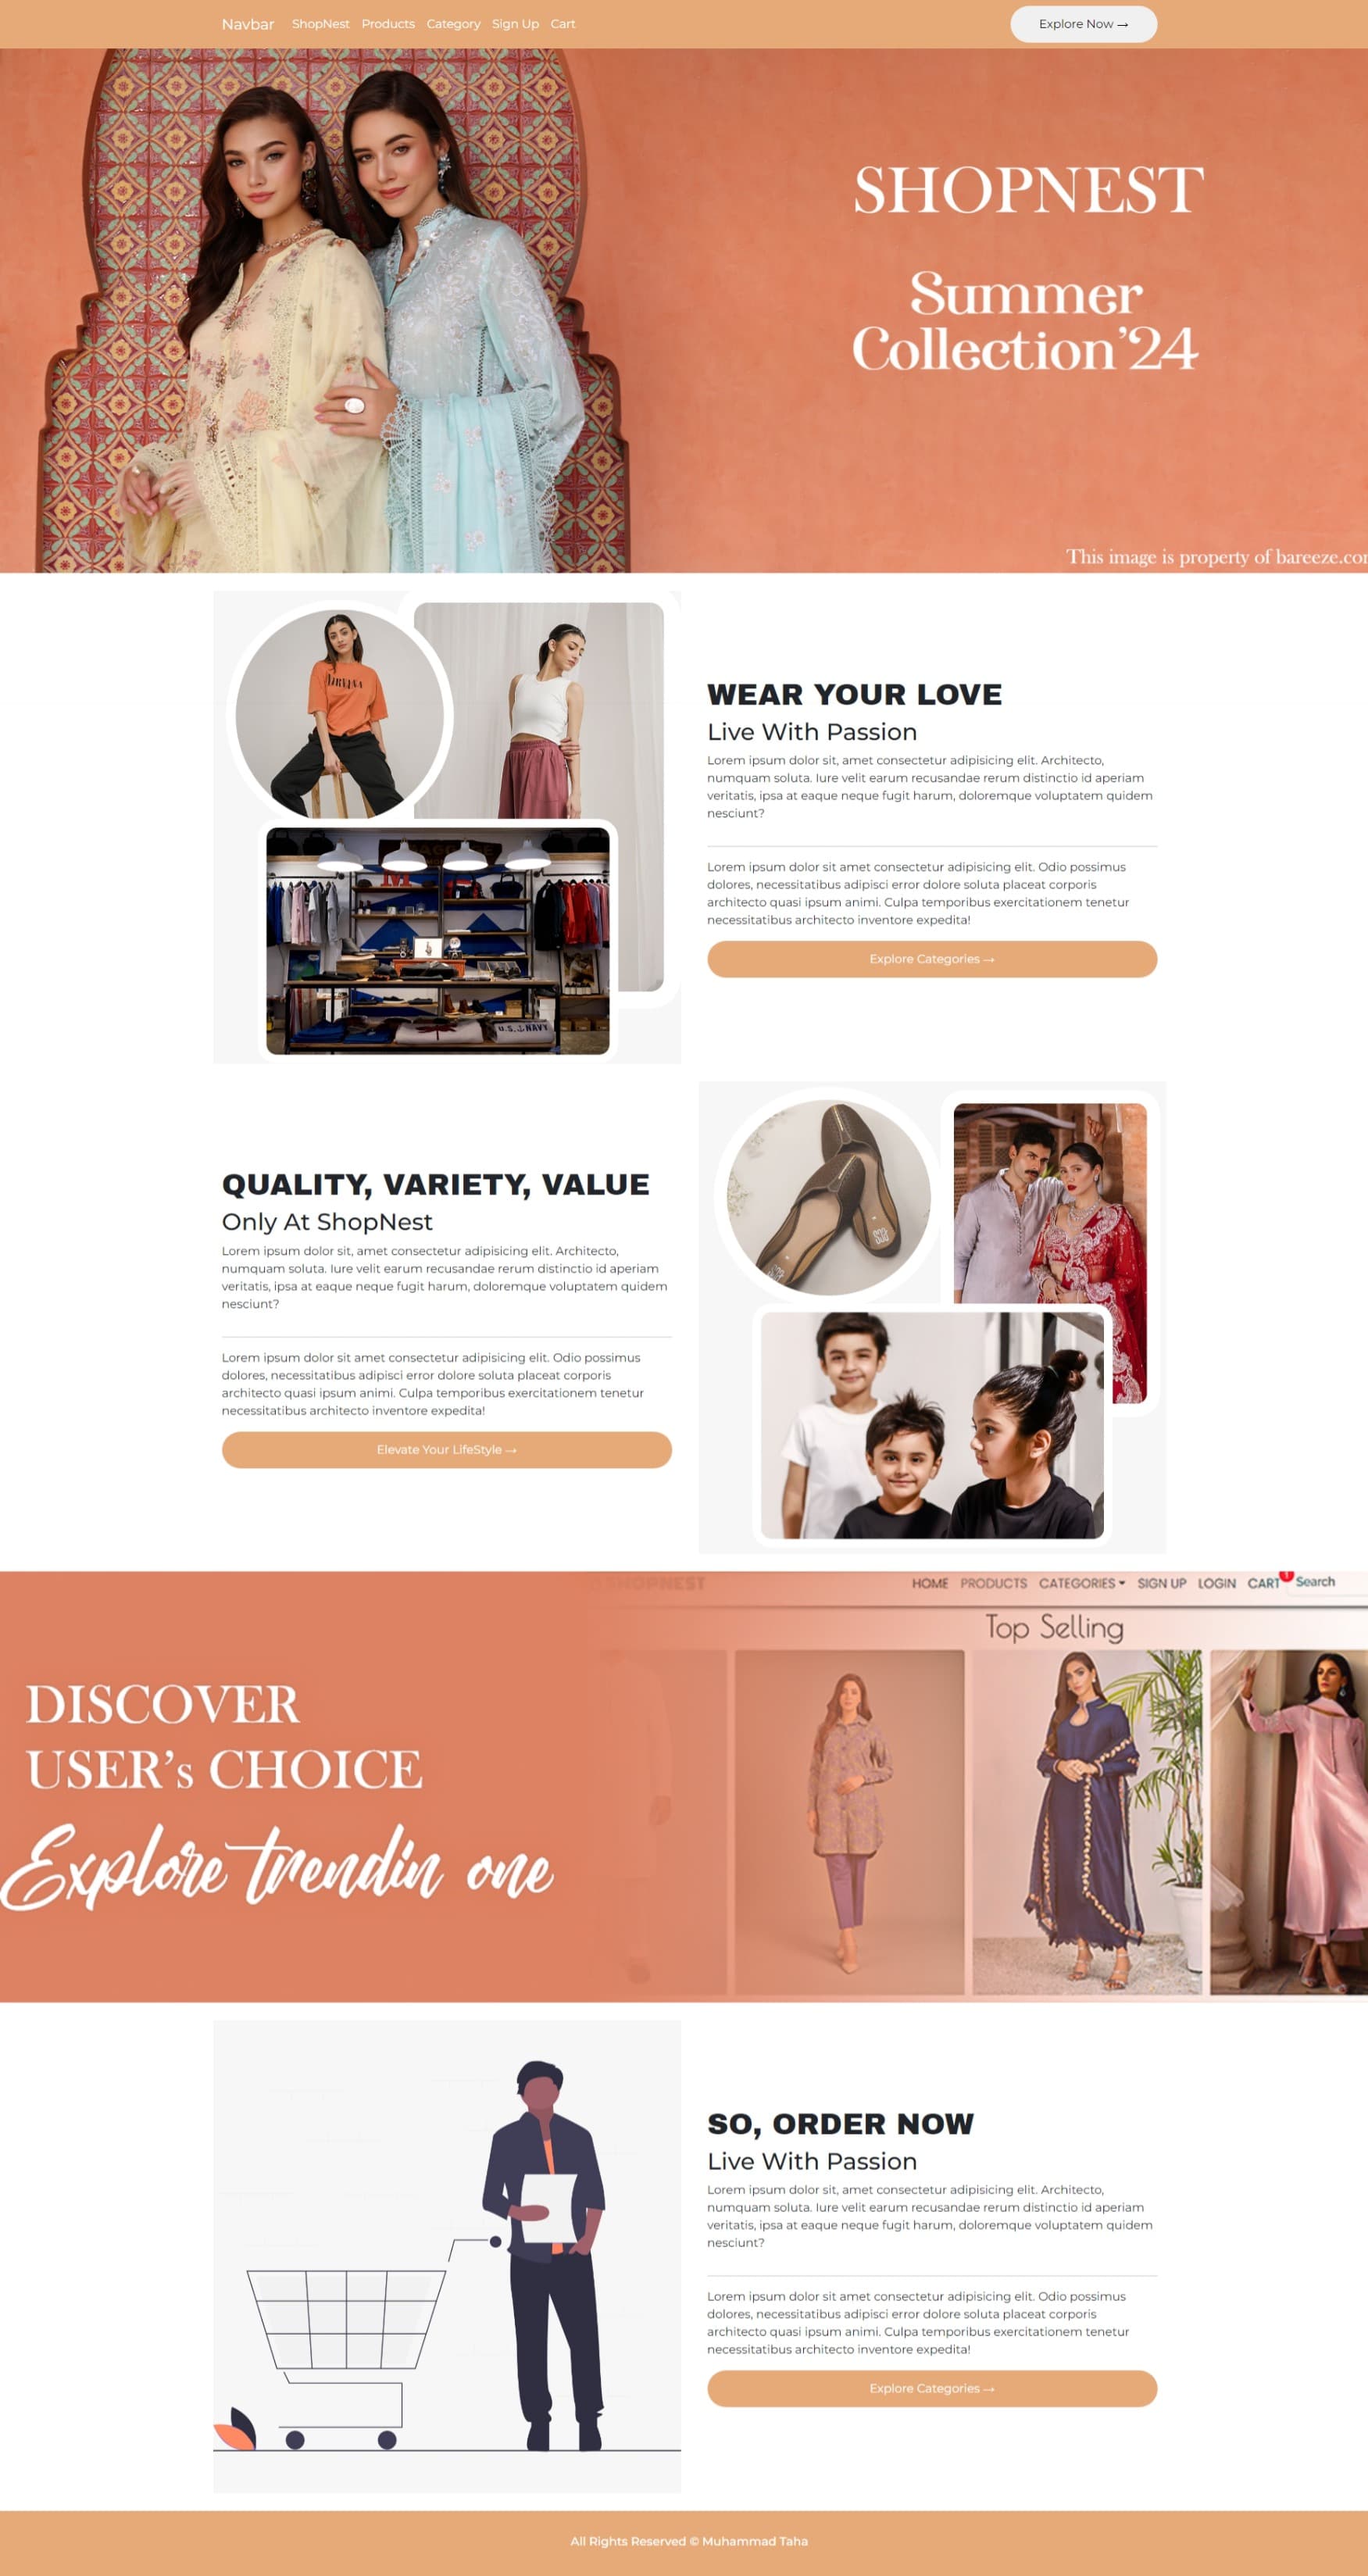 Navbar ShopNest Products Category Sign Up Cart Explore Now →
SHOPNEST
Summer
Collection'24
This image is property of bareeze.co
WEAR YOUR LOVE
Live With Passion
Lorem ipsum dolor sit, amet consectetur adipisicing elit. Architecto,
numquam soluta. Iure velit earum recusandae rerum distinctio id aperiam
veritatis, ipsa at eaque neque fugit harum, doloremque voluptatem quidem
nesciunt?
Lorem ipsum dolor sit amet consectetur adipisicing elit. Odio possimus
dolores, necessitatibus adipisci error dolore soluta placeat corporis
architecto quasi ipsum animi. Culpa temporibus exercitationem tenetur
necessitatibus architecto inventore expedita!
Explore Categories →
U.S. NAVY
QUALITY, VARIETY, VALUE
Only At ShopNest
Lorem ipsum dolor sit, amet consectetur adipisicing elit. Architecto,
numquam soluta. Iure velit earum recusandae rerum distinctio id aperiam
veritatis, ipsa at eaque neque fugit harum, doloremque voluptatem quidem
nesciunt?
Lorem ipsum dolor sit amet consectetur adipisicing elit. Odio possimus
dolores, necessitatibus adipisci error dolore soluta placeat corporis
architecto quasi ipsum animi. Culpa temporibus exercitationem tenetur
necessitatibus architecto inventore expedita!
Elevate Your LifeStyle →
SHOPNEST HOME PRODUCTS CATEGORIES SIGN UP LOGIN CART 1 Search
Top Selling
DISCOVER
USER's CHOICE
Explore trendin one
SO, ORDER NOW
Live With Passion
Lorem ipsum dolor sit, amet consectetur adipisicing elit. Architecto,
numquam soluta. Iure velit earum recusandae rerum distinctio id aperiam
veritatis, ipsa at eaque neque fugit harum, doloremque voluptatem quidem
nesciunt?
Lorem ipsum dolor sit amet consectetur adipisicing elit. Odio possimus
dolores, necessitatibus adipisci error dolore soluta placeat corporis
architecto quasi ipsum animi. Culpa temporibus exercitationem tenetur
necessitatibus architecto inventore expedita!
Explore Categories →
All Rights Reserved © Muhammad Taha